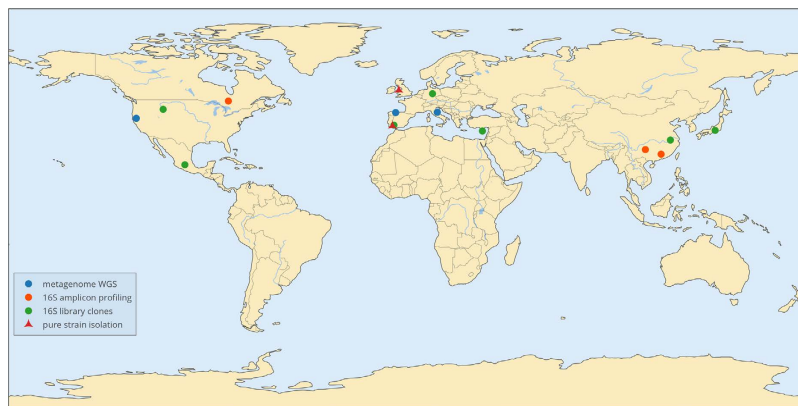 metagenome WGS
16S amplicon profiling
16S library clones
pure strain isolation